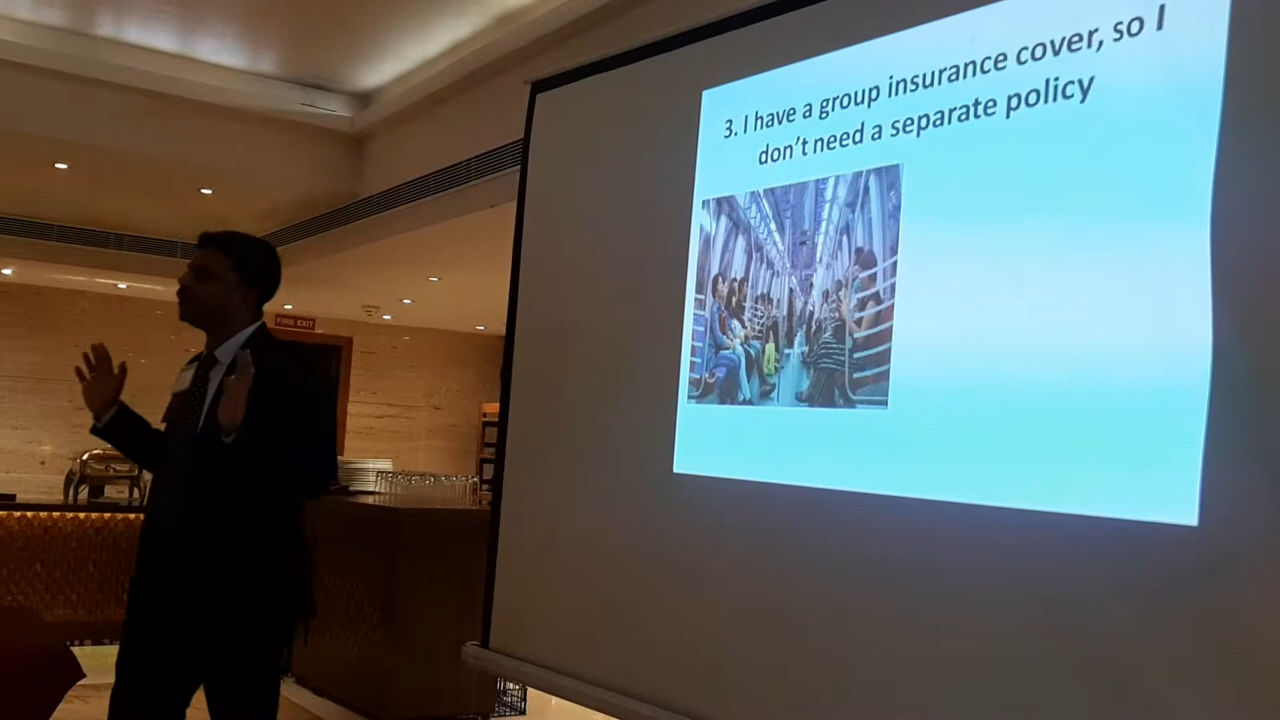 3. I have a group insurance cover, so I
don't need a separate policy
FIRE EXIT